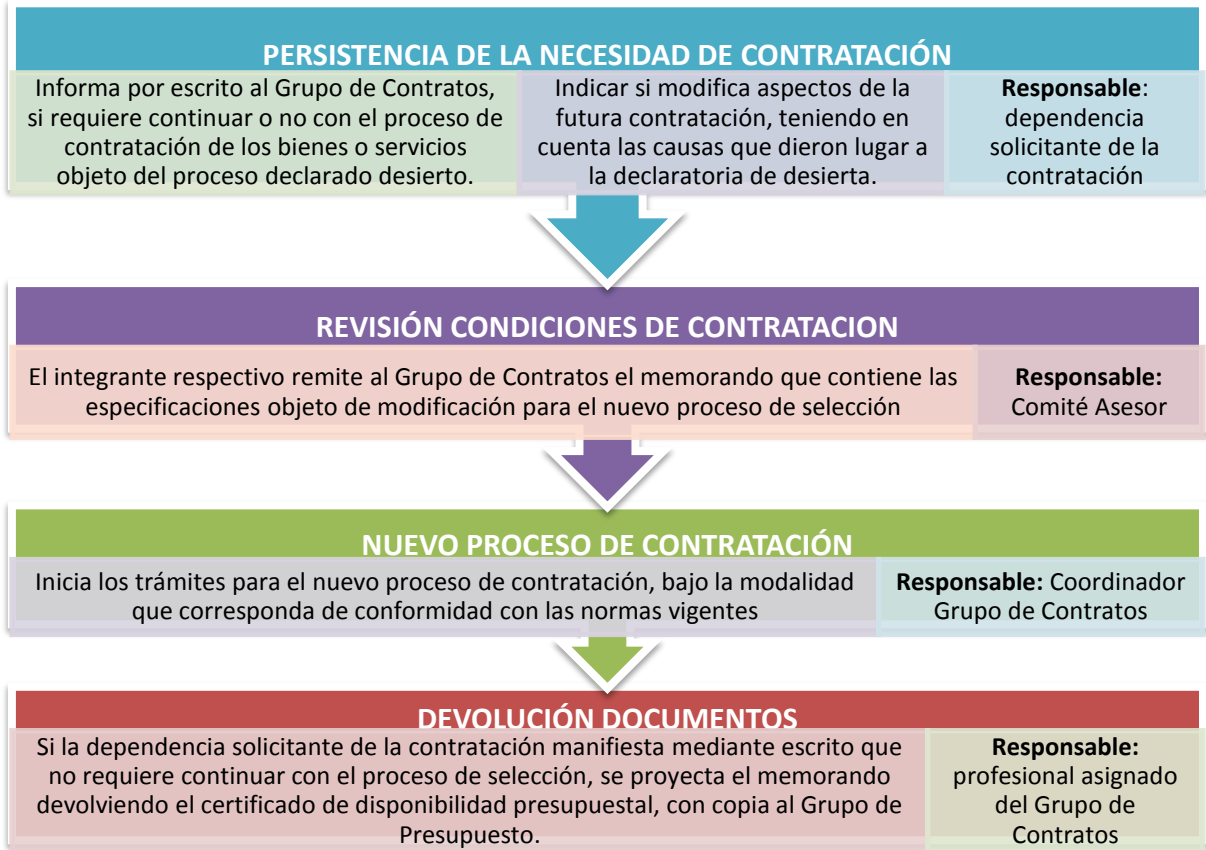 PERSISTENCIA DE LA NECESIDAD DE CONTRATACIÓN
Informa por escrito al Grupo de Contratos,
si requiere continuar o no con el proceso de
contratación de los bienes o servicios
objeto del proceso declarado desierto.
Indicar si modifica aspectos de la
futura contratación, teniendo en
cuenta las causas que dieron lugar a
la declaratoria de desierta.
Responsable:
dependencia
solicitante de la
contratación
REVISIÓN CONDICIONES DE CONTRATACION
El integrante respectivo remite al Grupo de Contratos el memorando que contiene las
especificaciones objeto de modificación para el nuevo proceso de selección
Responsable:
Comité Asesor
NUEVO PROCESO DE CONTRATACIÓN
Inicia los trámites para el nuevo proceso de contratación, bajo la modalidad
que corresponda de conformidad con las normas vigentes
Responsable: Coordinador
Grupo de Contratos
DEVOLUCIÓN DOCUMENTOS
Si la dependencia solicitante de la contratación manifiesta mediante escrito que
no requiere continuar con el proceso de selección, se proyecta el memorando
devolviendo el certificado de disponibilidad presupuestal, con copia al Grupo de
Presupuesto.
Responsable:
profesional asignado
del Grupo de
Contratos